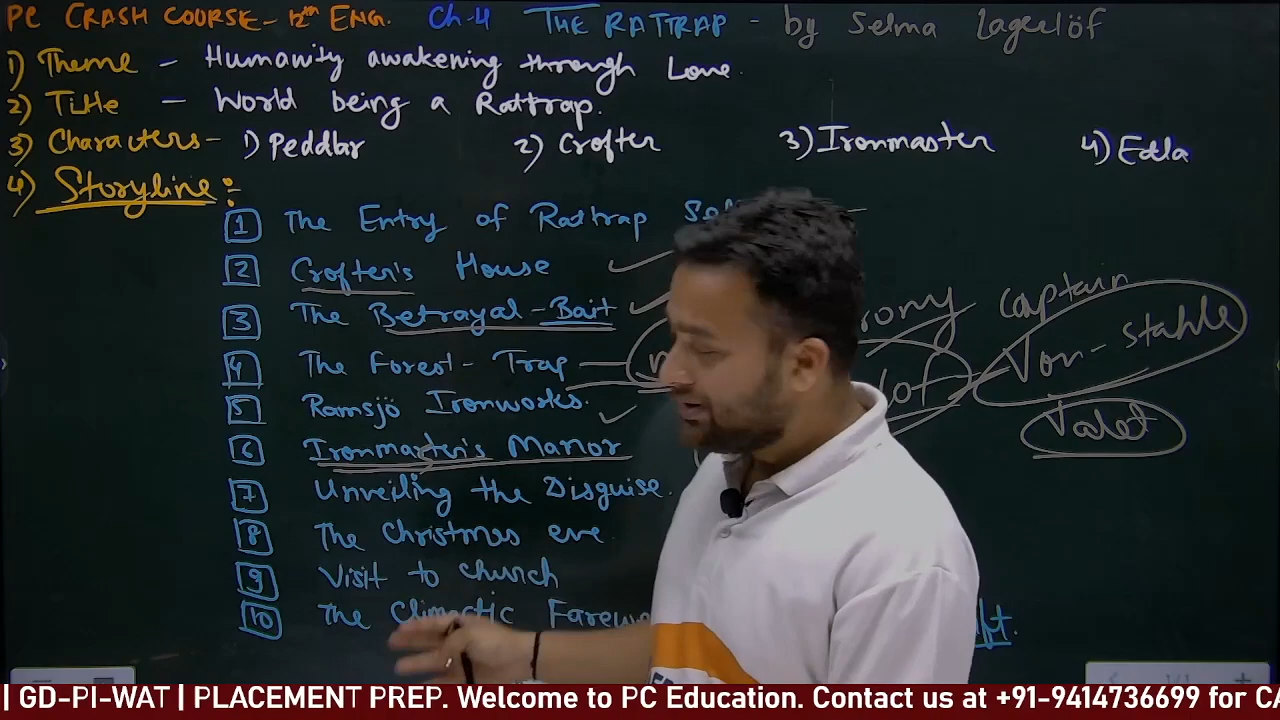 PC CRASH COURSE - 12th ENG. Ch-4 THE RATTRAP - by Selma Lagerlöf
1) Theme - Humanity awakening through Love.
2) Title - World being a Rattrap.
3) Characters - 1) Peddlar 2) Crofter 3) Ironmaster 4) Edla
4) Storyline :-
1 The Entry of Rattrap
2 Crofter's House
3 The Betrayal - Bait
captain
Von - stahle
4 The Forest - Trap
5 Ramsjö Ironworks.
Valet
6 Ironmaster's Manor
7 Unveiling the Disguise.
8 The Christmas eve.
9 Visit to church
10 The Climactic
| GD-PI-WAT | PLACEMENT PREP. Welcome to PC Education. Contact us at +91-9414736699 for CA